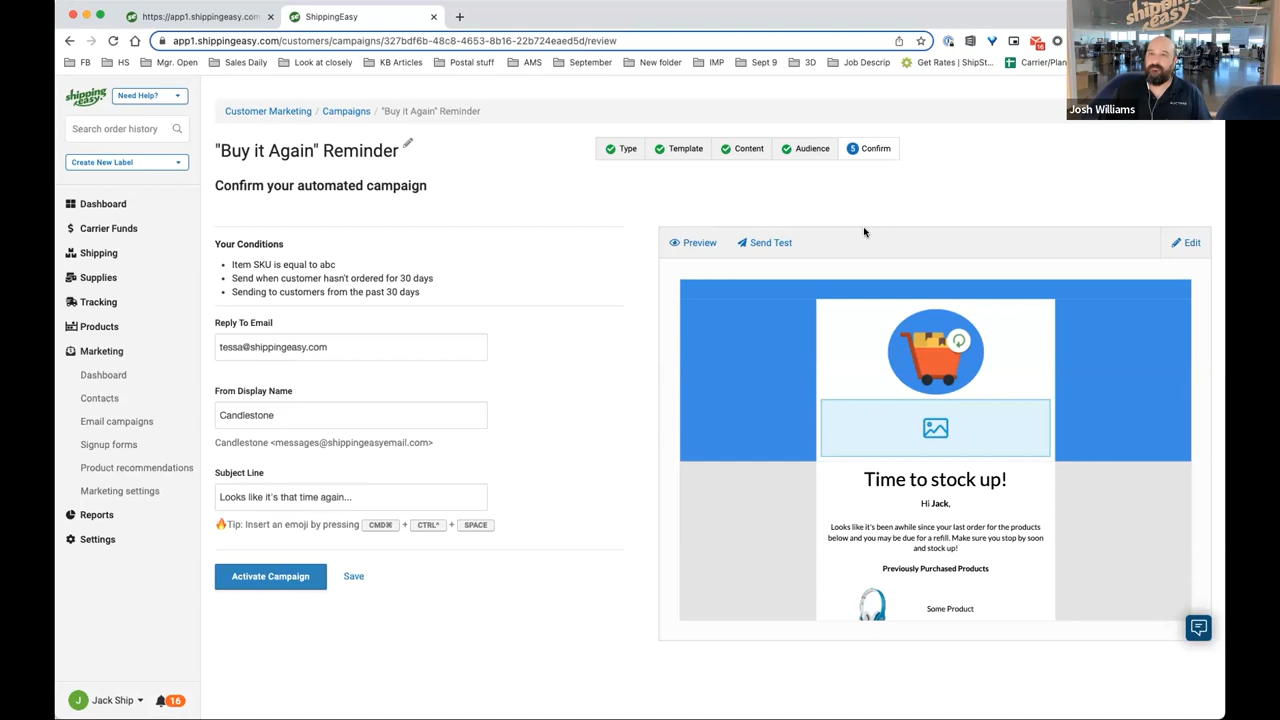 https://app1.shippingeasy.com
ShippingEasy
app1.shippingeasy.com/customers/campaigns/327bdf6b-48c8-4653-8b16-22b724eaed5d/review
16
FB
HS
Mgr. Open
Sales Daily
Look at closely
KB Articles
Postal stuff
AMS
September
New folder
IMP
Sept 9
3D
Job Descrip
Get Rates | ShipSt...
Carrier/Plan
shipping easy
Josh Williams
shipping easy
Need Help?
Search order history
Create New Label
Dashboard
Carrier Funds
Shipping
Supplies
Tracking
Products
Marketing
Dashboard
Contacts
Email campaigns
Signup forms
Product recommendations
Marketing settings
Reports
Settings
J
Jack Ship
16
Customer Marketing / Campaigns / "Buy it Again" Reminder
"Buy it Again" Reminder
Type
Template
Content
Audience
5 Confirm
Confirm your automated campaign
Your Conditions
Item SKU is equal to abc
Send when customer hasn't ordered for 30 days
Sending to customers from the past 30 days
Reply To Email
tessa@shippingeasy.com
From Display Name
Candlestone
Candlestone <messages@shippingeasyemail.com>
Subject Line
Looks like it's that time again...
🔥Tip: Insert an emoji by pressing CMD⌘ + CTRL^ + SPACE
Activate Campaign
Save
Preview
Send Test
Edit
Time to stock up!
Hi Jack,
Looks like it's been awhile since your last order for the products
below and you may be due for a refill. Make sure you stop by soon
and stock up!
Previously Purchased Products
Some Product